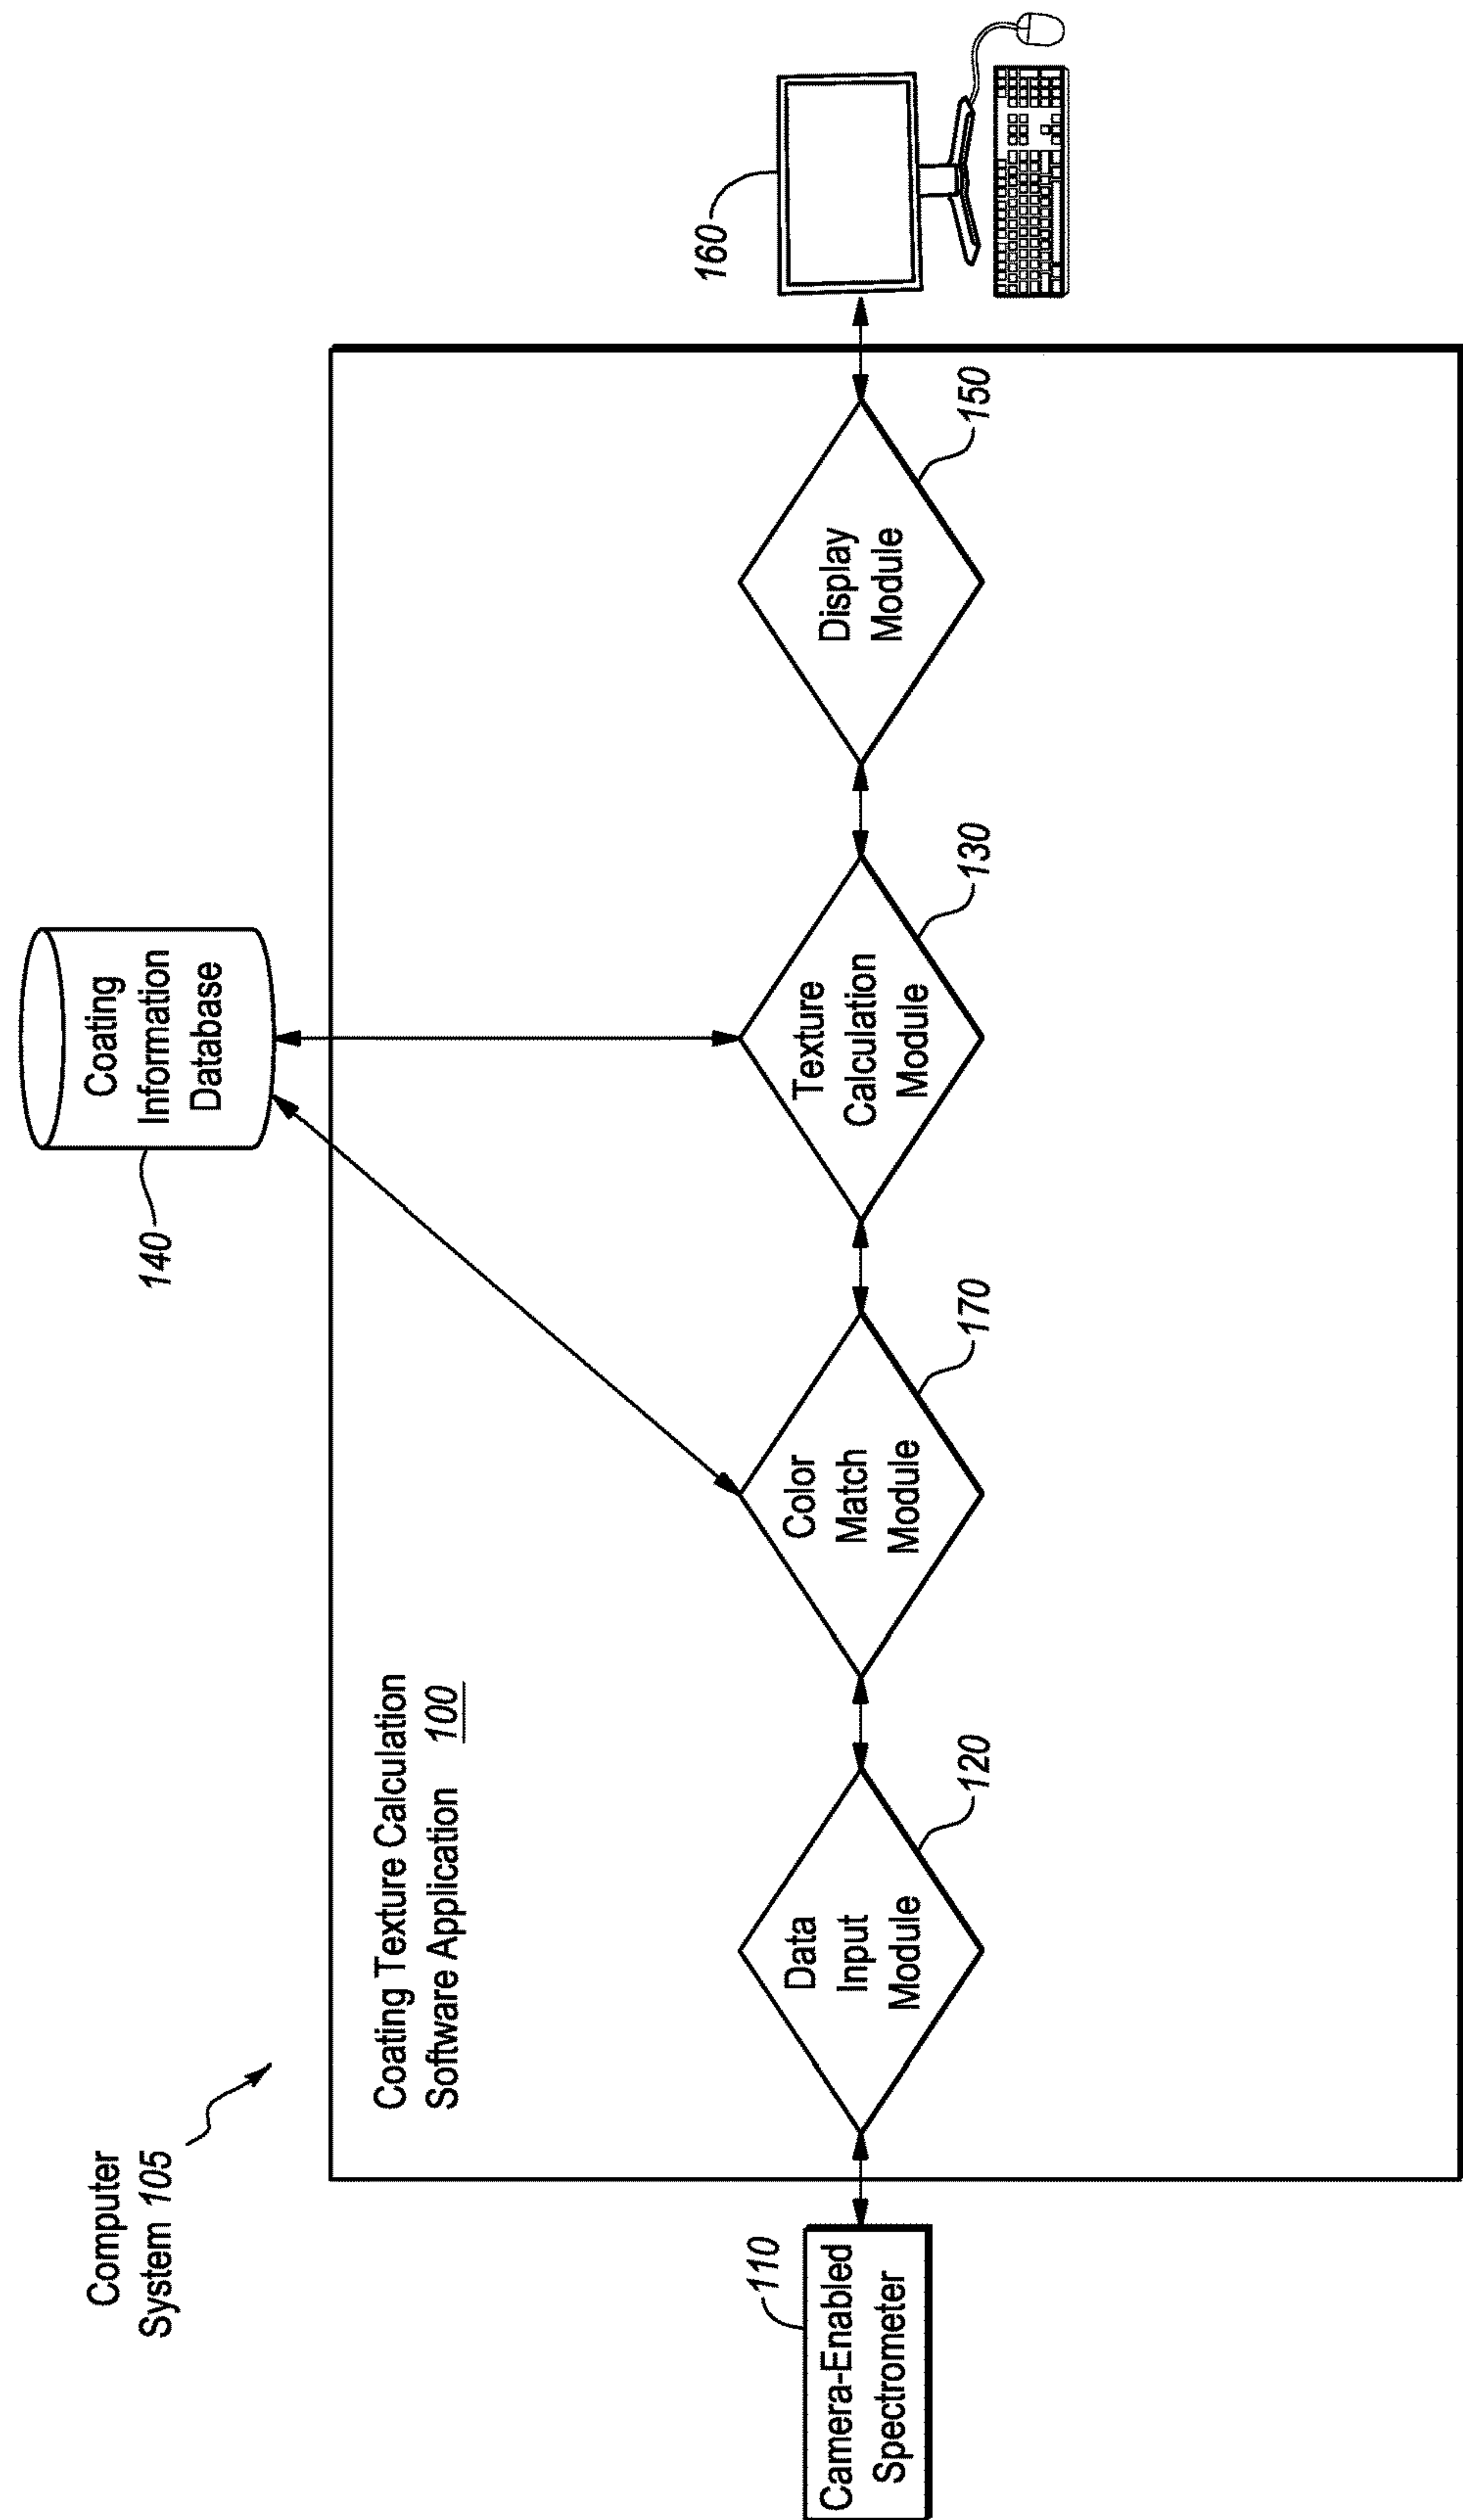 Computer
System 105
140
Coating
Information
Database
Coating Texture Calculation
Software Application 100
110
Camera-Enabled
Spectrometer
Data
Input
Module
120
Color
Match
Module
170
Texture
Calculation
Module
130
Display
Module
150
160